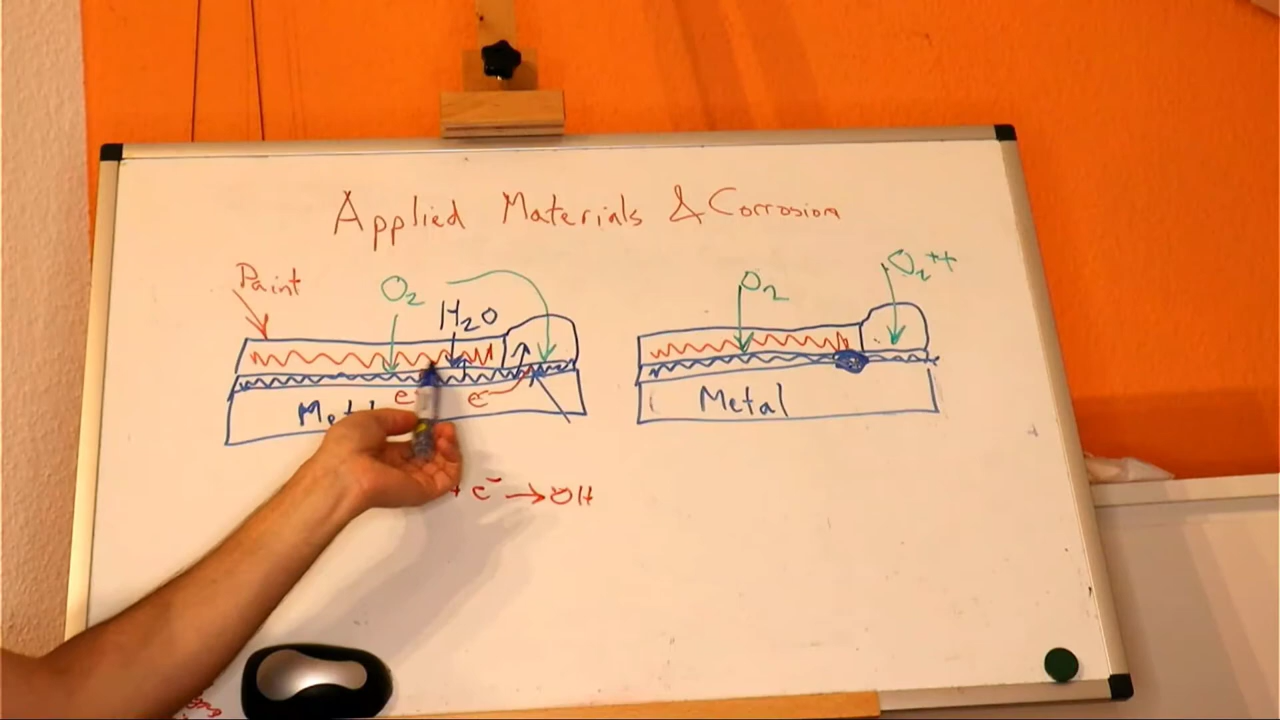 Applied Materials & Corrosion
Paint O₂ H₂O O₂ O₂++
e e⁻
Metal
+ e⁻ → OH